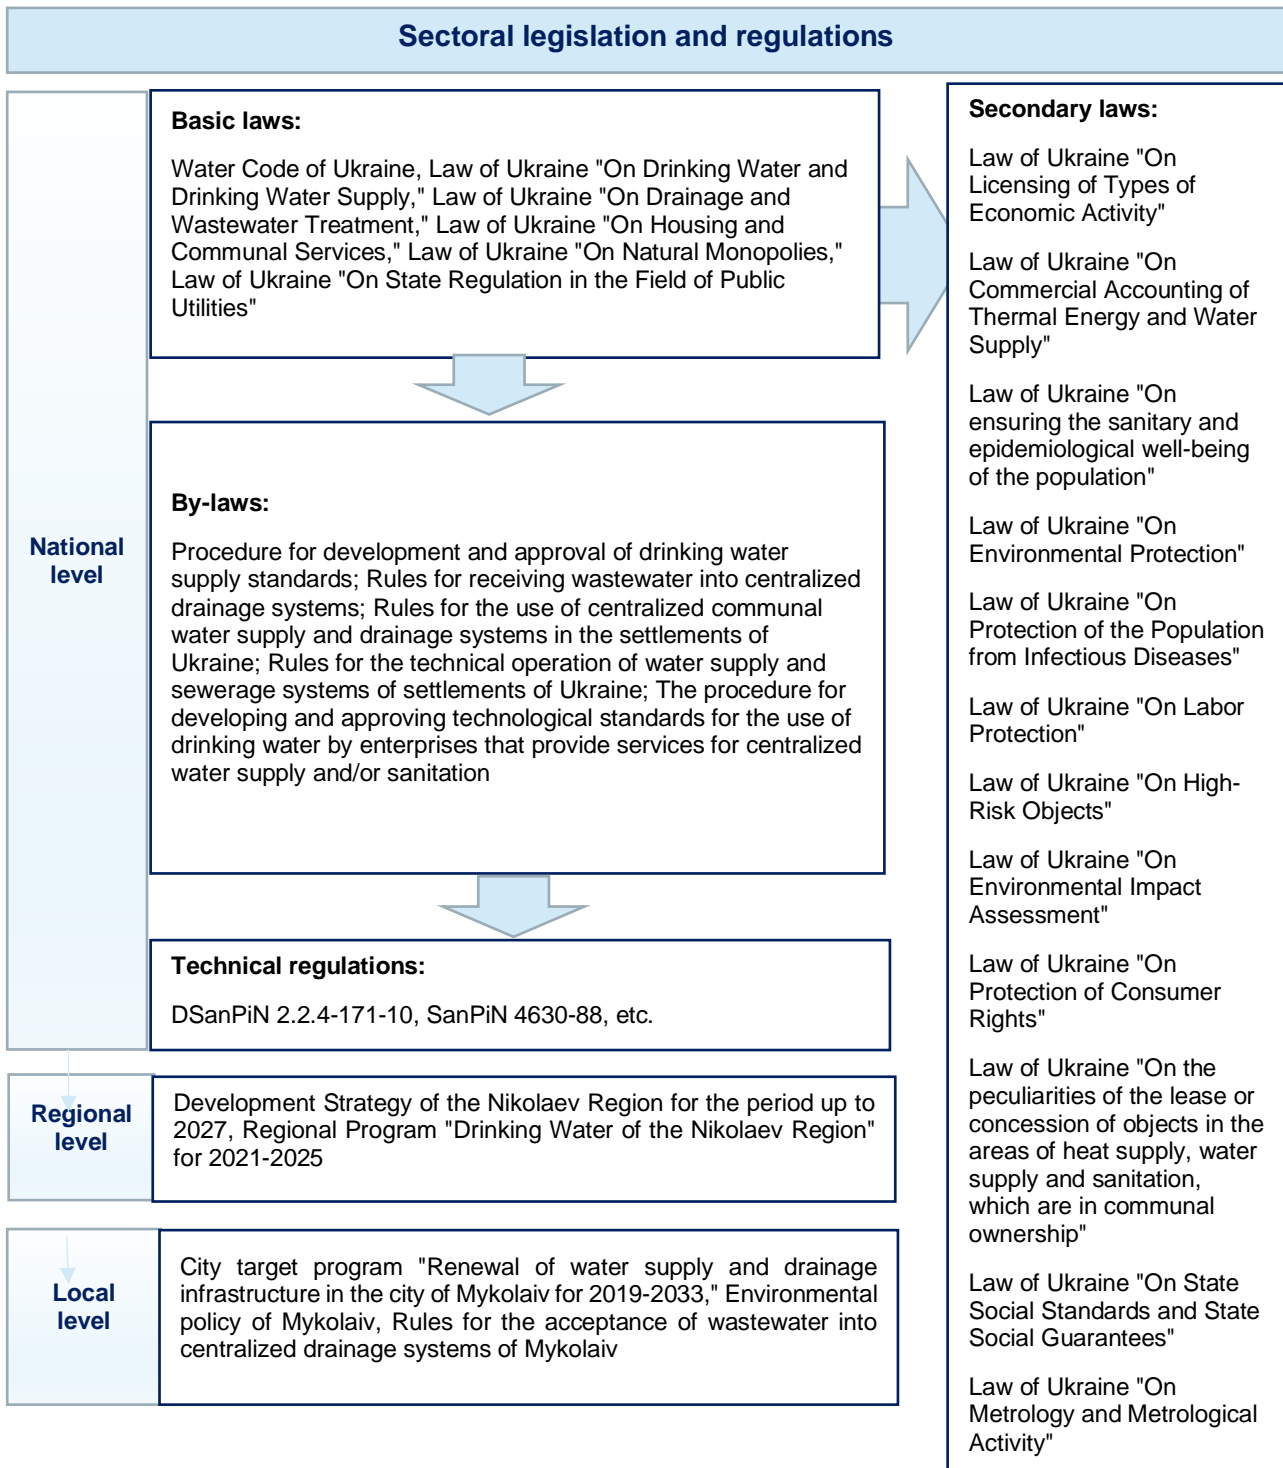 Sectoral legislation and regulations
National
level
Basic laws:
Water Code of Ukraine, Law of Ukraine "On Drinking Water and
Drinking Water Supply," Law of Ukraine "On Drainage and
Wastewater Treatment," Law of Ukraine "On Housing and
Communal Services," Law of Ukraine "On Natural Monopolies,"
Law of Ukraine "On State Regulation in the Field of Public
Utilities"
By-laws:
Procedure for development and approval of drinking water
supply standards; Rules for receiving wastewater into centralized
drainage systems; Rules for the use of centralized communal
water supply and drainage systems in the settlements of
Ukraine; Rules for the technical operation of water supply and
sewerage systems of settlements of Ukraine; The procedure for
developing and approving technological standards for the use of
drinking water by enterprises that provide services for centralized
water supply and/or sanitation
Technical regulations:
DSanPiN 2.2.4-171-10, SanPiN 4630-88, etc.
Regional
level
Development Strategy of the Nikolaev Region for the period up to
2027, Regional Program "Drinking Water of the Nikolaev Region"
for 2021-2025
Local
level
City target program "Renewal of water supply and drainage
infrastructure in the city of Mykolaiv for 2019-2033," Environmental
policy of Mykolaiv, Rules for the acceptance of wastewater into
centralized drainage systems of Mykolaiv
Secondary laws:
Law of Ukraine "On
Licensing of Types of
Economic Activity"
Law of Ukraine "On
Commercial Accounting of
Thermal Energy and Water
Supply"
Law of Ukraine "On
ensuring the sanitary and
epidemiological well-being
of the population"
Law of Ukraine "On
Environmental Protection"
Law of Ukraine "On
Protection of the Population
from Infectious Diseases"
Law of Ukraine "On Labor
Protection"
Law of Ukraine "On High-
Risk Objects"
Law of Ukraine "On
Environmental Impact
Assessment"
Law of Ukraine "On
Protection of Consumer
Rights"
Law of Ukraine "On the
peculiarities of the lease or
concession of objects in the
areas of heat supply, water
supply and sanitation,
which are in communal
ownership"
Law of Ukraine "On State
Social Standards and State
Social Guarantees"
Law of Ukraine "On
Metrology and Metrological
Activity"